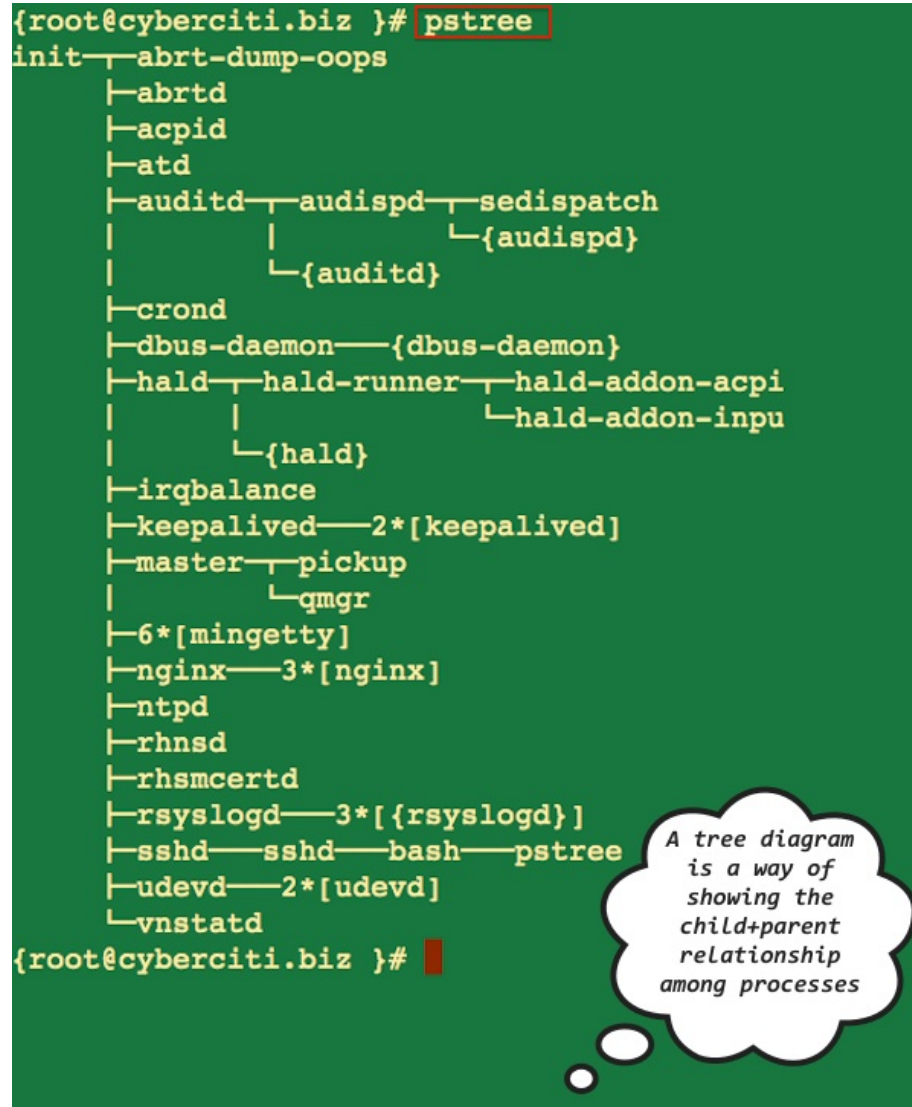 {root@cyberciti.biz }# pstree
init─┬─abrt-dump-oops
     ├─abrtd
     ├─acpid
     ├─atd
     ├─auditd─┬─audispd─┬─sedispatch
     │        │         └─{audispd}
     │        └─{auditd}
     ├─crond
     ├─dbus-daemon───{dbus-daemon}
     ├─hald─┬─hald-runner─┬─hald-addon-acpi
     │      │             └─hald-addon-inpu
     │      └─{hald}
     ├─irqbalance
     ├─keepalived───2*[keepalived]
     ├─master─┬─pickup
     │        └─qmgr
     ├─6*[mingetty]
     ├─nginx───3*[nginx]
     ├─ntpd
     ├─rhnsd
     ├─rhsmcertd
     ├─rsyslogd───3*[{rsyslogd}]
     ├─sshd───sshd───bash───pstree
     ├─udevd───2*[udevd]
     └─vnstatd
{root@cyberciti.biz }#
A tree diagram
is a way of
showing the
child+parent
relationship
among processes